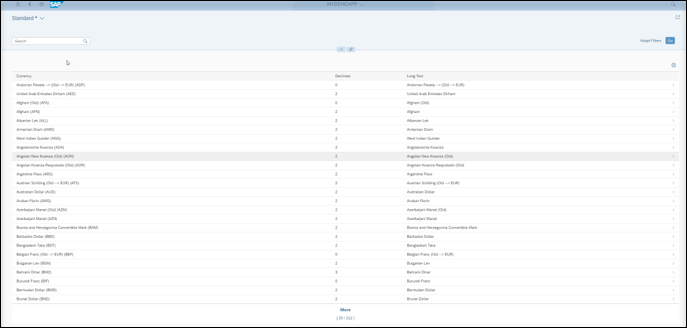 SAP
MYDEMOAPP
Standard *
Search
Adapt Filters Go
Currency Decimals Long Text
Andorran Peseta --> (Old --> EUR) (ADP) 0 Andorran Peseta --> (Old --> EUR)
United Arab Emirates Dirham (AED) 2 United Arab Emirates Dirham
Afghani (Old) (AFA) 0 Afghani (Old)
Afghani (AFN) 2 Afghani
Albanian Lek (ALL) 2 Albanian Lek
Armenian Dram (AMD) 2 Armenian Dram
West Indian Guilder (ANG) 2 West Indian Guilder
Angolanische Kwanza (AOA) 2 Angolanische Kwanza
Angolan New Kwanza (Old) (AON) 2 Angolan New Kwanza (Old)
Angolan Kwanza Reajustado (Old) (AOR) 2 Angolan Kwanza Reajustado (Old)
Argentine Peso (ARS) 2 Argentine Peso
Austrian Schilling (Old --> EUR) (ATS) 2 Austrian Schilling (Old --> EUR)
Australian Dollar (AUD) 2 Australian Dollar
Aruban Florin (AWG) 2 Aruban Florin
Azerbaijani Manat (Old) (AZM) 2 Azerbaijani Manat (Old)
Azerbaijani Manat (AZN) 2 Azerbaijani Manat
Bosnia and Herzegovina Convertible Mark (BAM) 2 Bosnia and Herzegovina Convertible Mark
Barbados Dollar (BBD) 2 Barbados Dollar
Bangladesh Taka (BDT) 2 Bangladesh Taka
Belgian Franc (Old --> EUR) (BEF) 0 Belgian Franc (Old --> EUR)
Bulgarian Lev (BGN) 2 Bulgarian Lev
Bahraini Dinar (BHD) 3 Bahraini Dinar
Burundi Franc (BIF) 0 Burundi Franc
Bermudan Dollar (BMD) 2 Bermudan Dollar
Brunei Dollar (BND) 2 Brunei Dollar
More